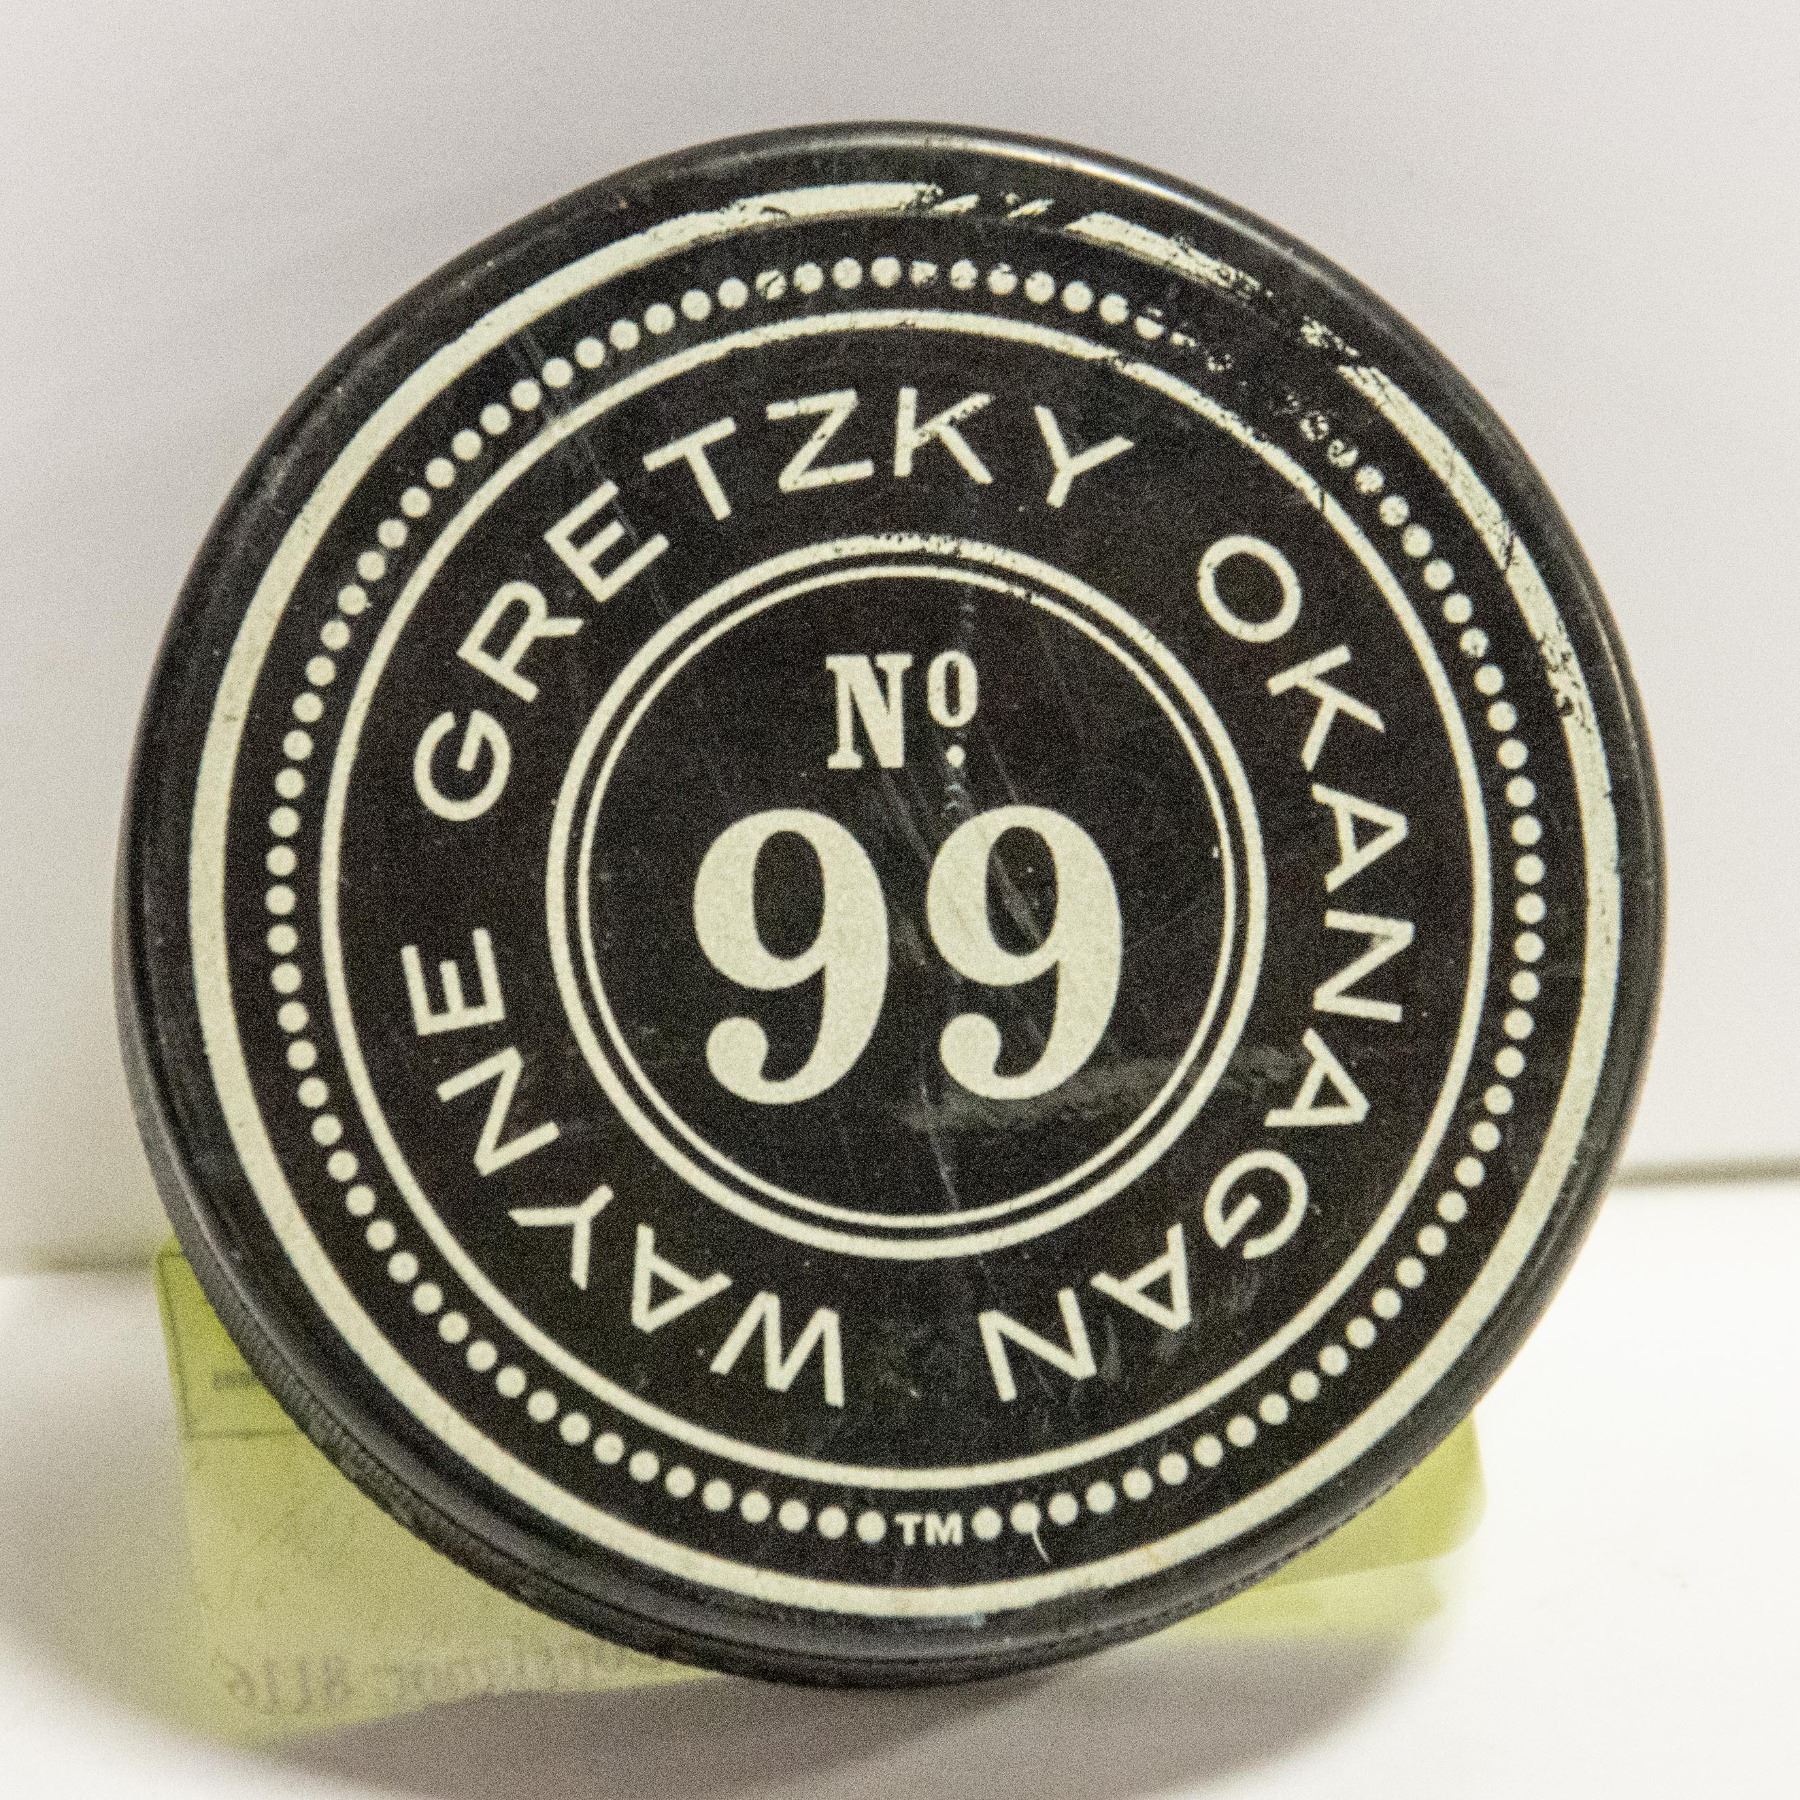 WAYNE GRETZKY OKANAGAN
Nº.
99
TM